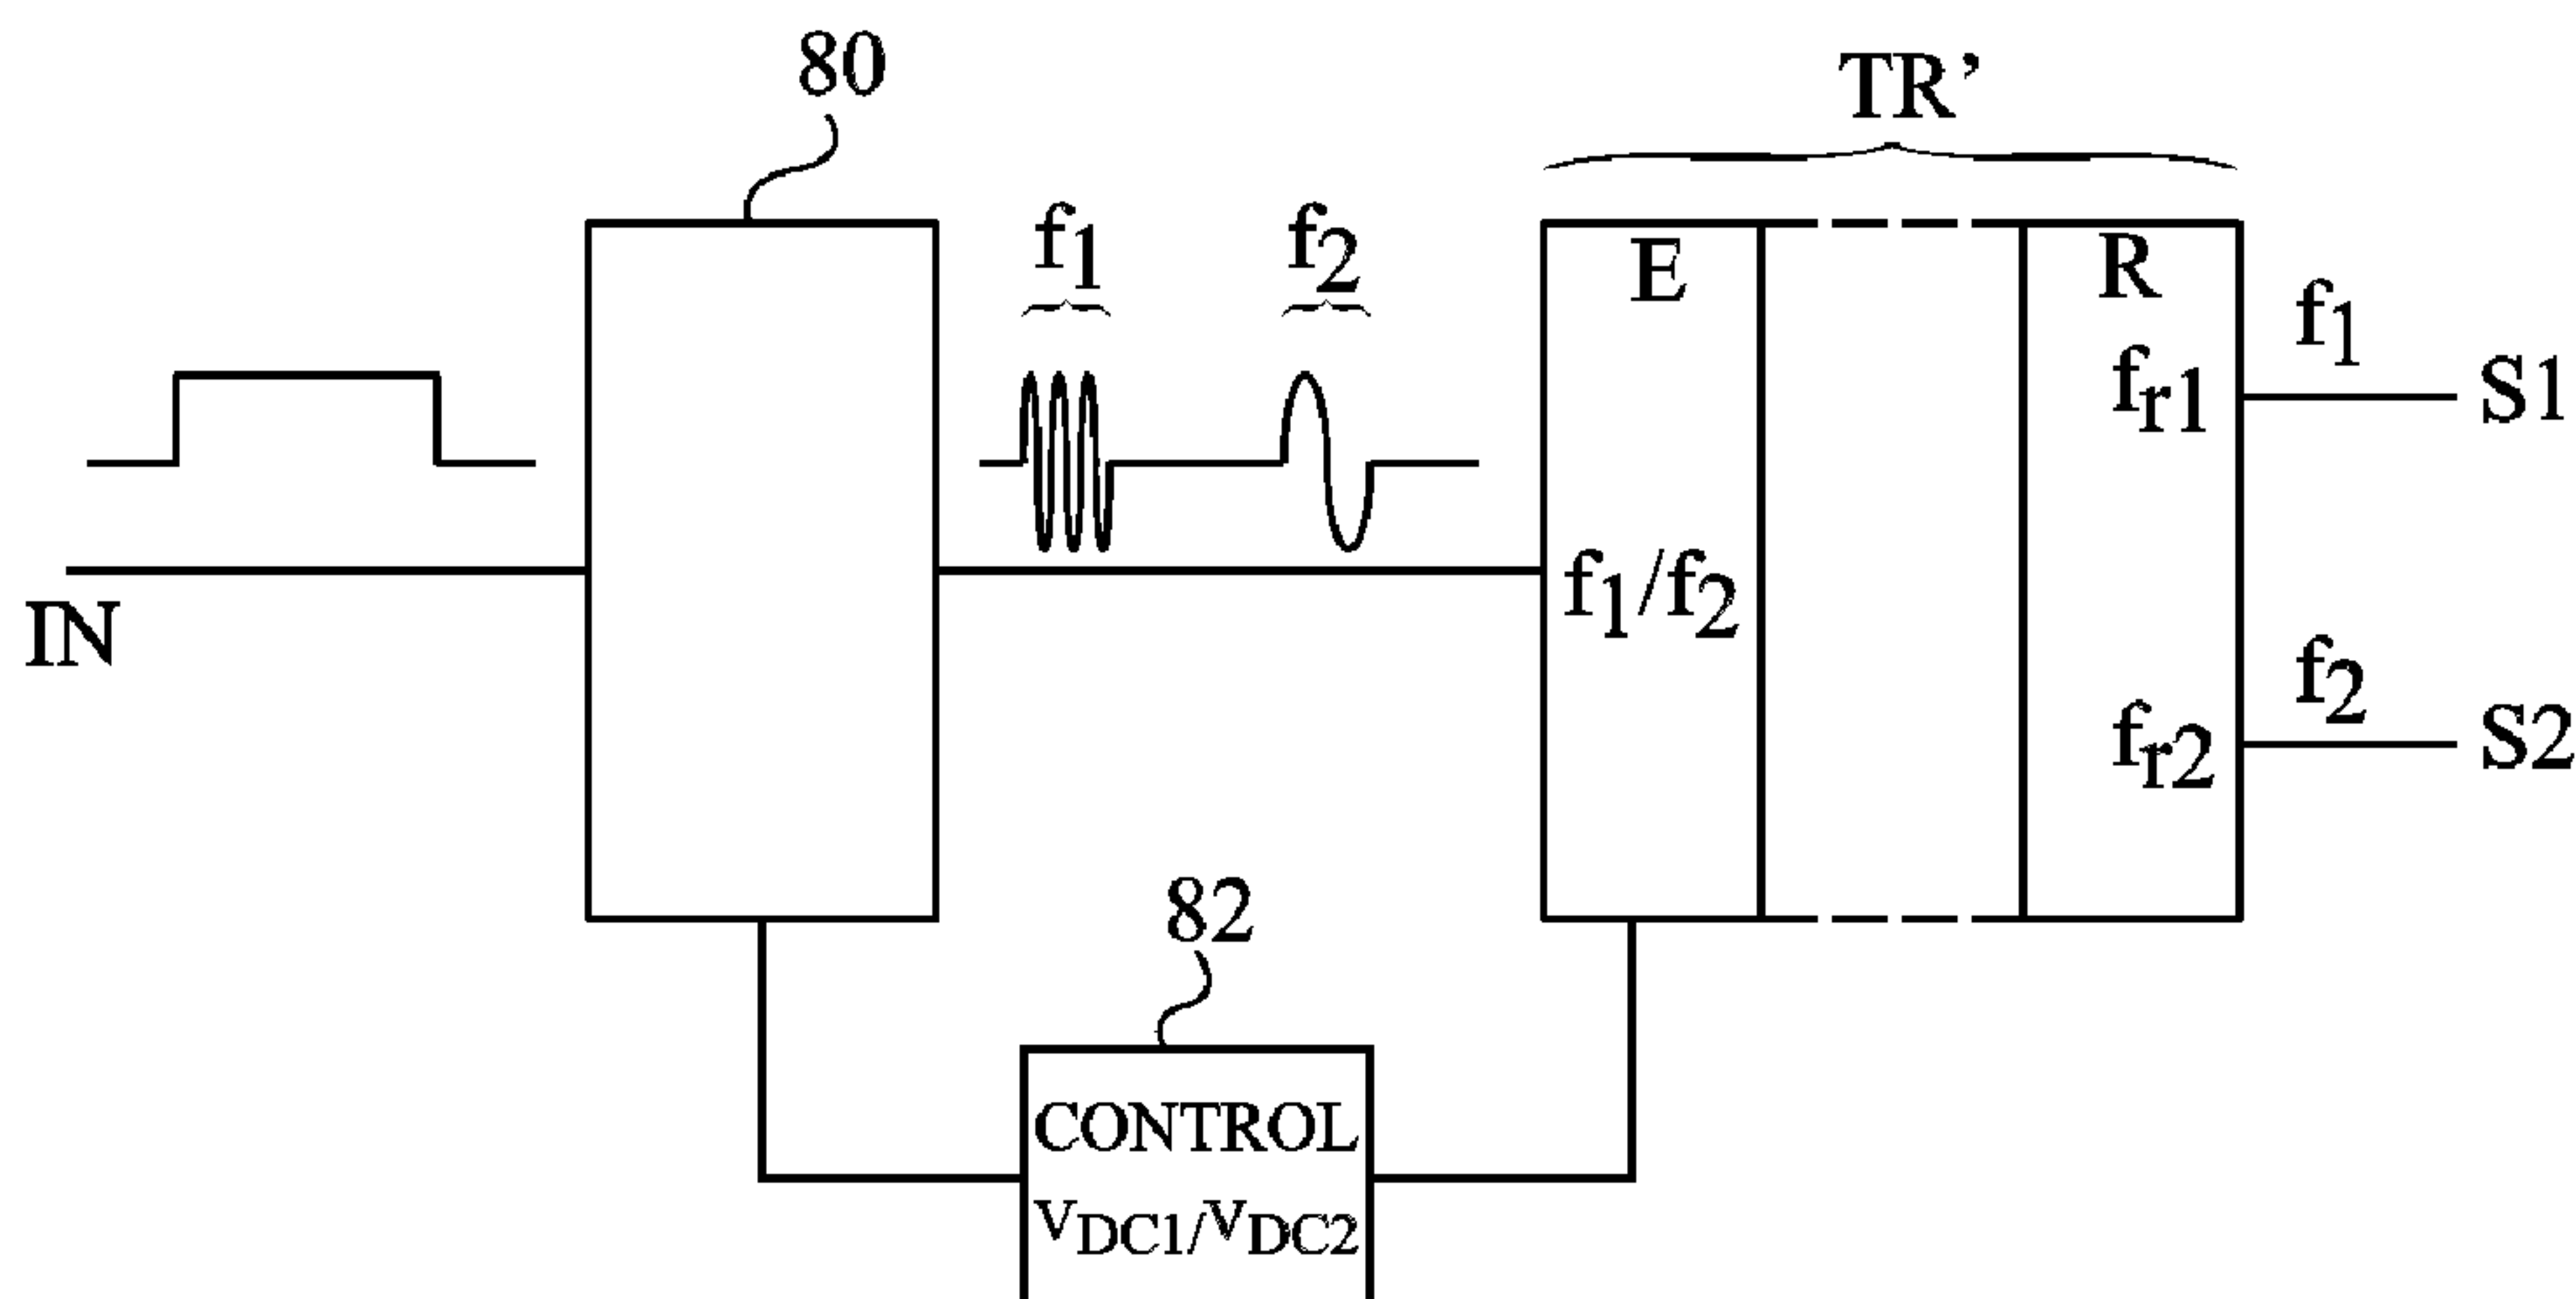 80
TR’
f1
f2
E
R
f1
fr1
S1
IN
f1/f2
f2
fr2
S2
82
CONTROL
VDC1/VDC2